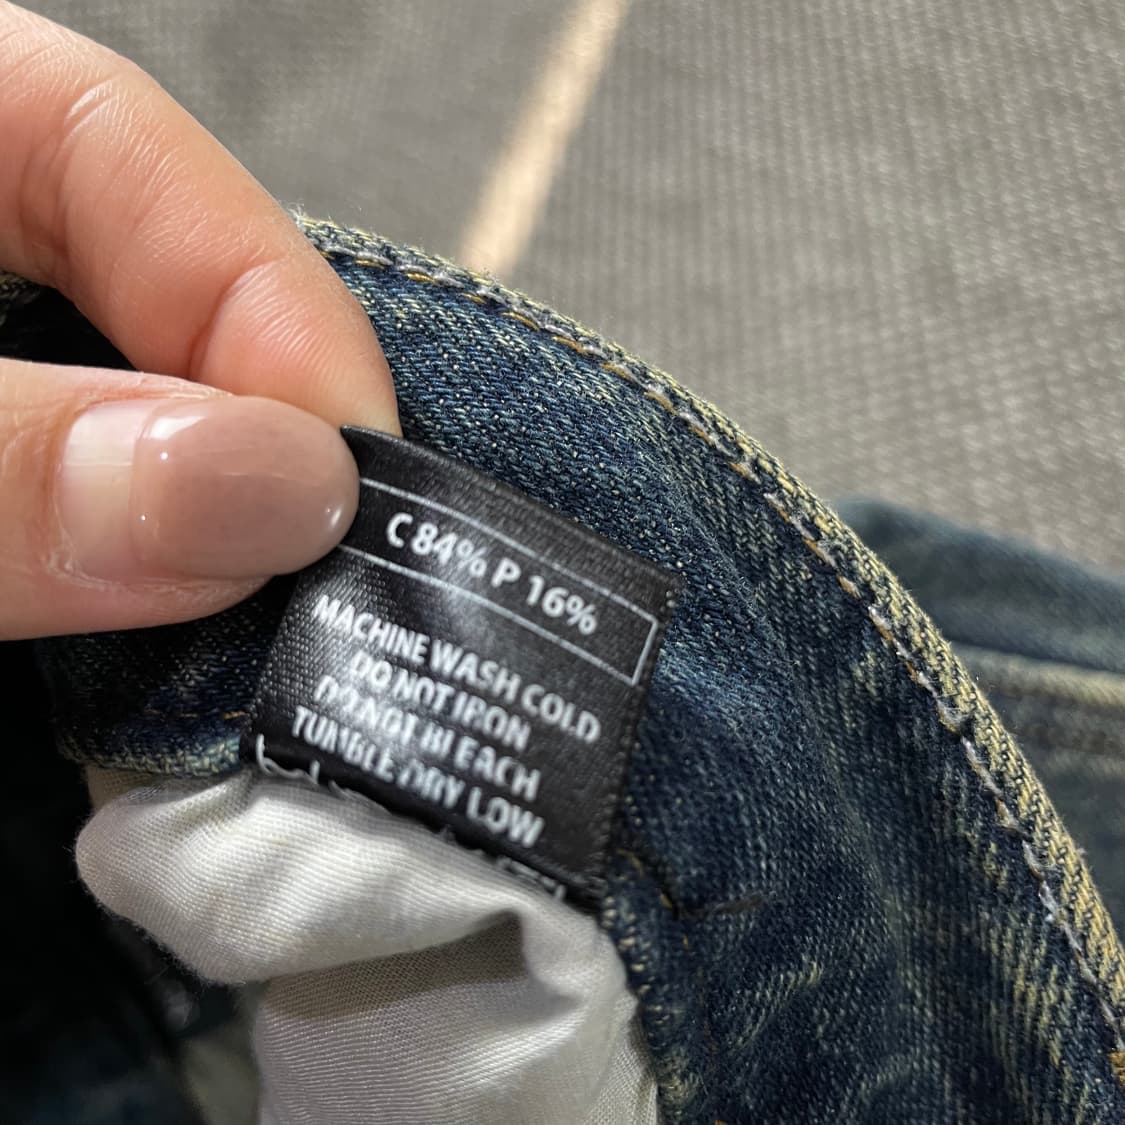 C 84% P 16%
MACHINE WASH COLD
DO NOT IRON
DO NOT BLEACH
TUMBLE DRY LOW